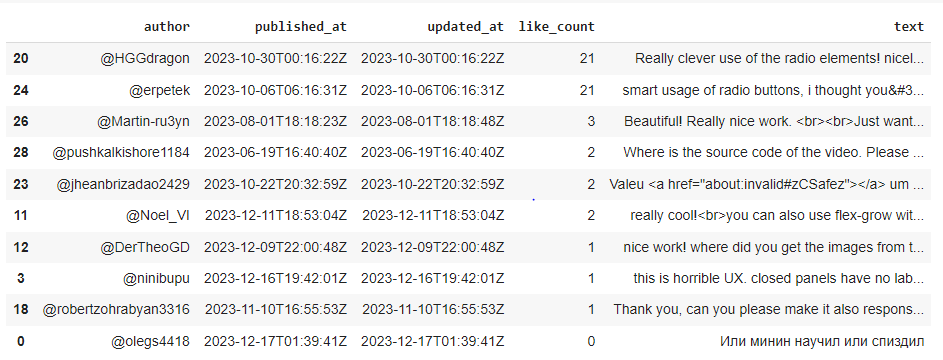 author published_at updated_at like_count text
20 @HGGdragon 2023-10-30T00:16:22Z 2023-10-30T00:16:22Z 21 Really clever use of the radio elements! nicel...
24 @erpetek 2023-10-06T06:16:31Z 2023-10-06T06:16:31Z 21 smart usage of radio buttons, i thought you&#3...
26 @Martin-ru3yn 2023-08-01T18:18:23Z 2023-08-01T18:18:48Z 3 Beautiful! Really nice work. <br><br>Just want...
28 @pushkalkishore1184 2023-06-19T16:40:40Z 2023-06-19T16:40:40Z 2 Where is the source code of the video. Please ...
23 @jheanbrizadao2429 2023-10-22T20:32:59Z 2023-10-22T20:32:59Z 2 Valeu <a href="about:invalid#zCSafez"></a> um ...
11 @Noel_VI 2023-12-11T18:53:04Z 2023-12-11T18:53:04Z 2 really cool!<br>you can also use flex-grow wit...
12 @DerTheoGD 2023-12-09T22:00:48Z 2023-12-09T22:00:48Z 1 nice work! where did you get the images from t...
3 @ninibupu 2023-12-16T19:42:01Z 2023-12-16T19:42:01Z 1 this is horrible UX. closed panels have no lab...
18 @robertzohrabyan3316 2023-11-10T16:55:53Z 2023-11-10T16:55:53Z 1 Thank you, can you please make it also respons...
0 @olegs4418 2023-12-17T01:39:41Z 2023-12-17T01:39:41Z 0 Или минин научил или спиздил